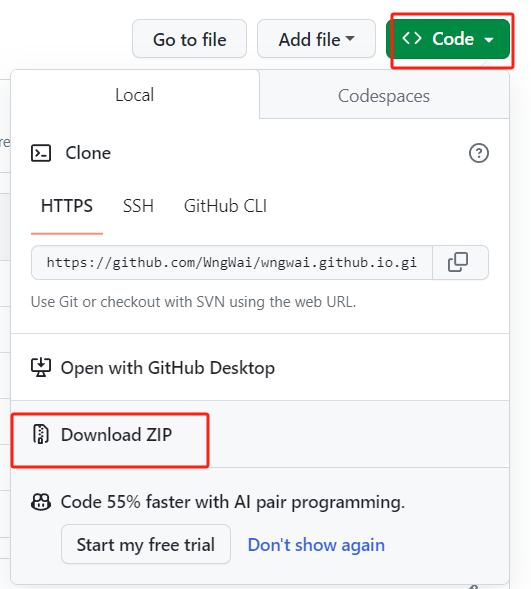 Go to file Add file Code
Local Codespaces
Clone
HTTPS SSH GitHub CLI
https://github.com/WngWai/wngwai.github.io.gi
Use Git or checkout with SVN using the web URL.
Open with GitHub Desktop
Download ZIP
Code 55% faster with AI pair programming.
Start my free trial Don't show again